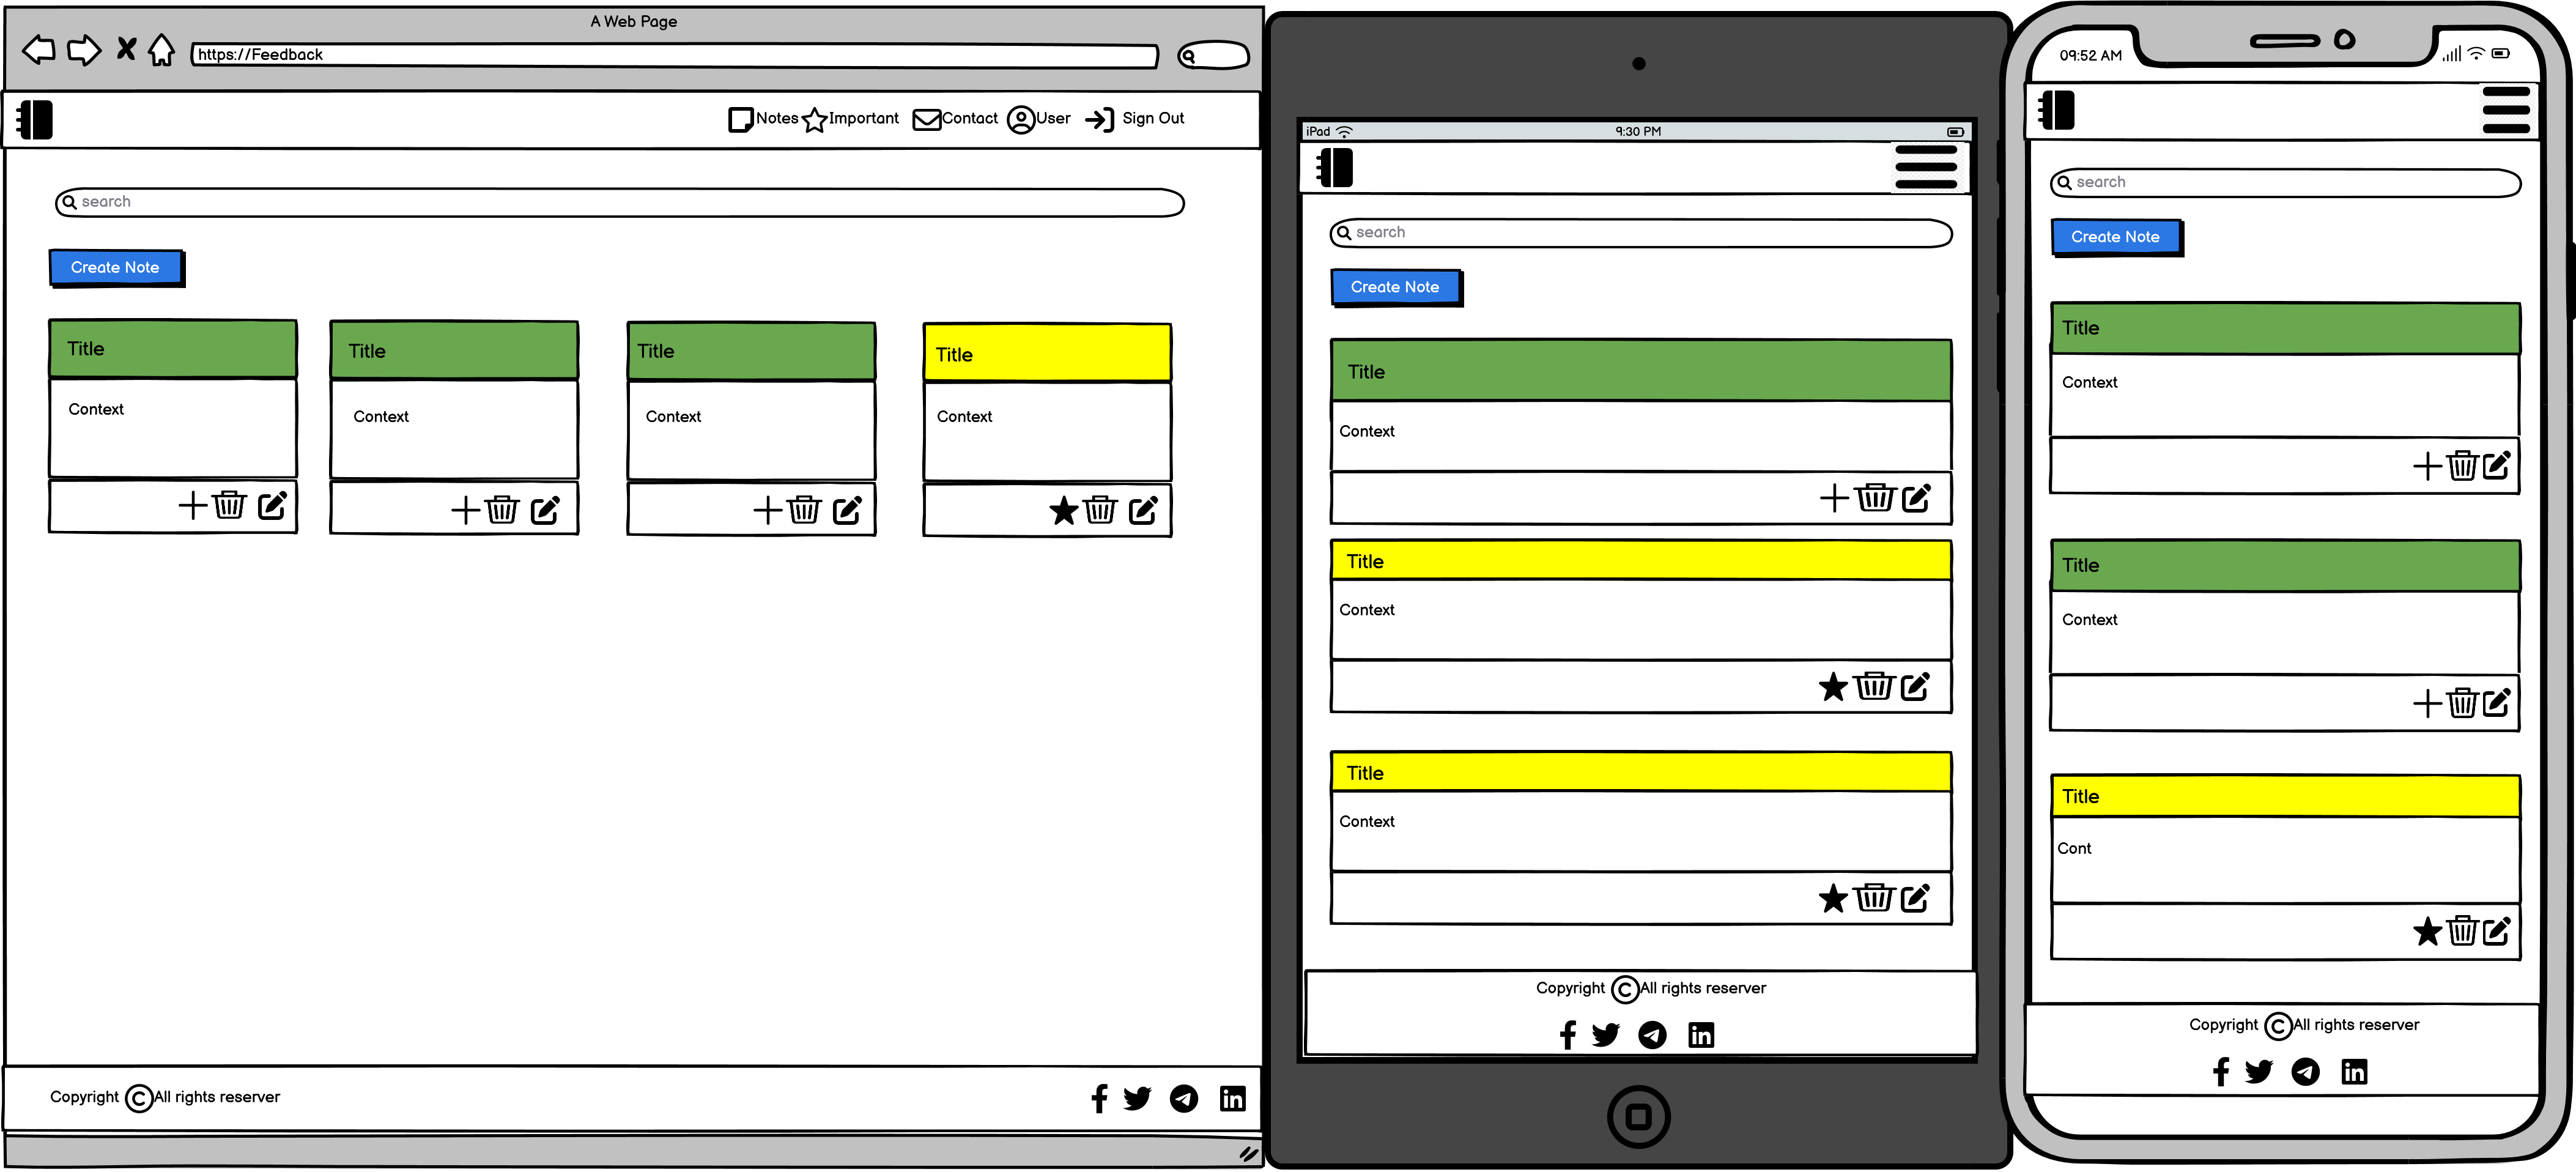 A Web Page
https://Feedback
Notes Important Contact User Sign Out
search
Create Note
Title Title Title Title
Context Context Context Context
Copyright © All rights reserver
iPad 9:30 PM
search
Create Note
Title
Context
Title
Context
Title
Context
Copyright © All rights reserver
09:52 AM
search
Create Note
Title
Context
Title
Context
Title
Cont
Copyright © All rights reserver